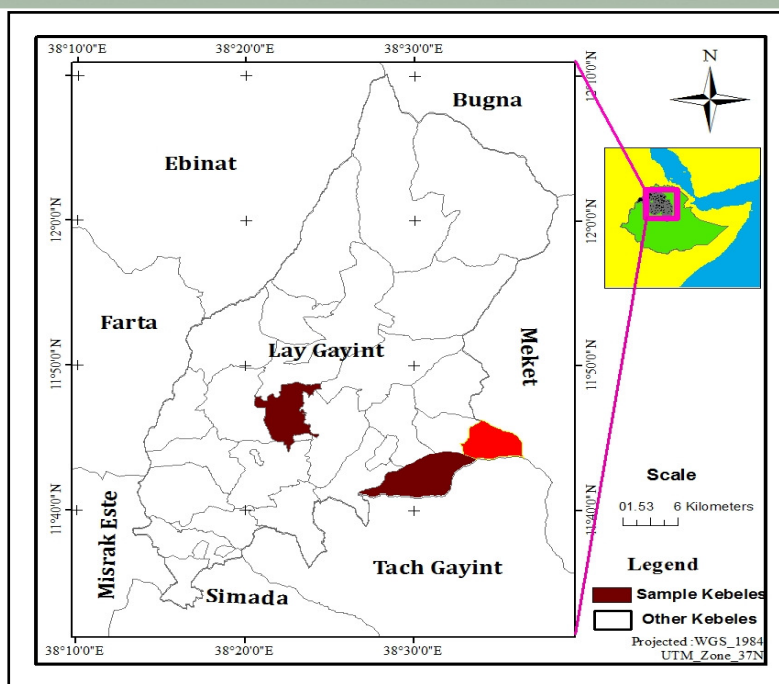 38°10'0"E
38°20'0"E
38°30'0"E
N
Bugna
12°10'0"N
Ebinat
12°0'0"N
12°0'0"N
Farta
Lay Gayint
Meket
11°50'0"N
11°50'0"N
Scale
01.53 6 Kilometers
11°40'0"N
11°40'0"N
Misrak Este
Tach Gayint
Simada
Legend
Sample Kebeles
Other Kebeles
Projected :WGS_1984
UTM_Zone_37N
38°10'0"E
38°20'0"E
38°30'0"E